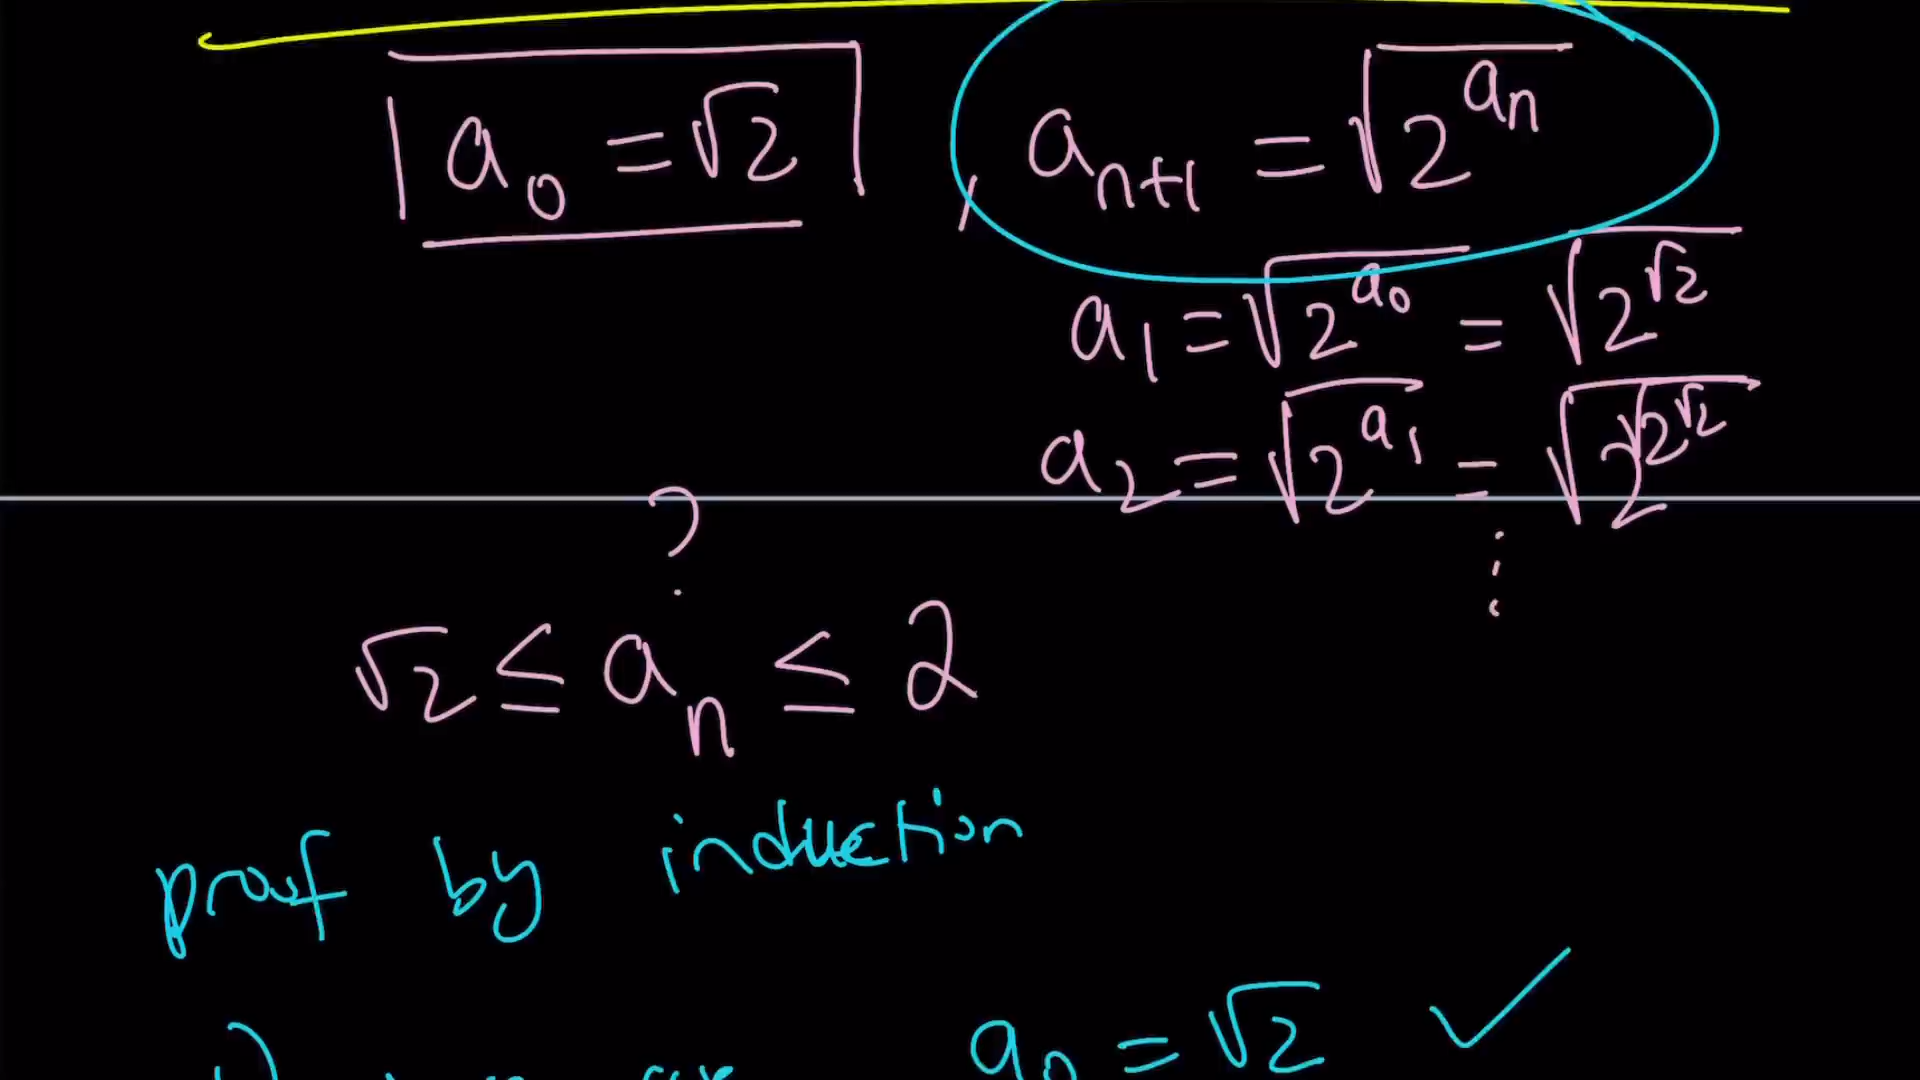 a₀ = √2 , aₙ₊₁ = √(2^(aₙ))
a₁ = √(2^(a₀)) = √(2^(√2))
a₂ = √(2^(a₁)) = √(2^(√(2^(√2))))
⋮
?
√2 ≤ aₙ ≤ 2
proof by induction
a₀ = √2 ✓